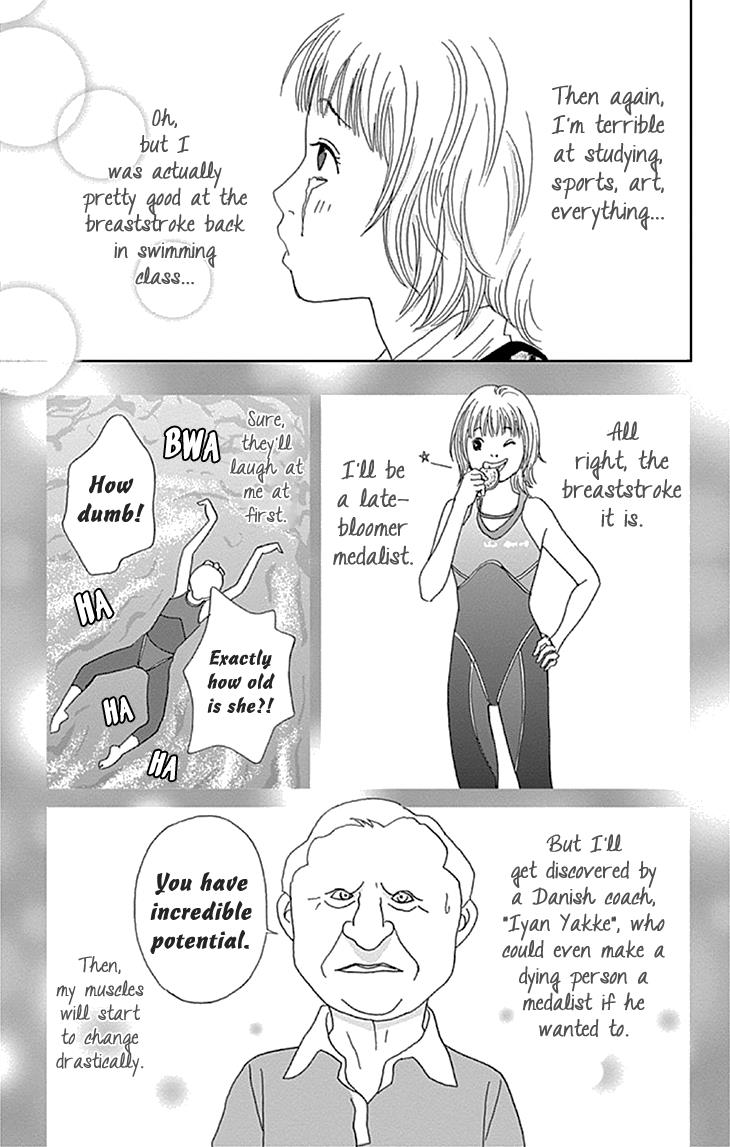 Then again,
I'm terrible
at studying,
sports, art,
everything...
Oh,
but I
was actually
pretty good at the
breaststroke back
in swimming
class...
All
right, the
breaststroke
it is.
I'll be
a late-
bloomer
medalist.
Sure,
they'll
laugh at
me at
first.
BWA
How
dumb!
HA
Exactly
how old
is she?!
HA
HA
But I'll
get discovered by
a Danish coach,
"Iyan Yakke", who
could even make a
dying person a
medalist if he
wanted to.
You have
incredible
potential.
Then,
my muscles
will start
to change
drastically.